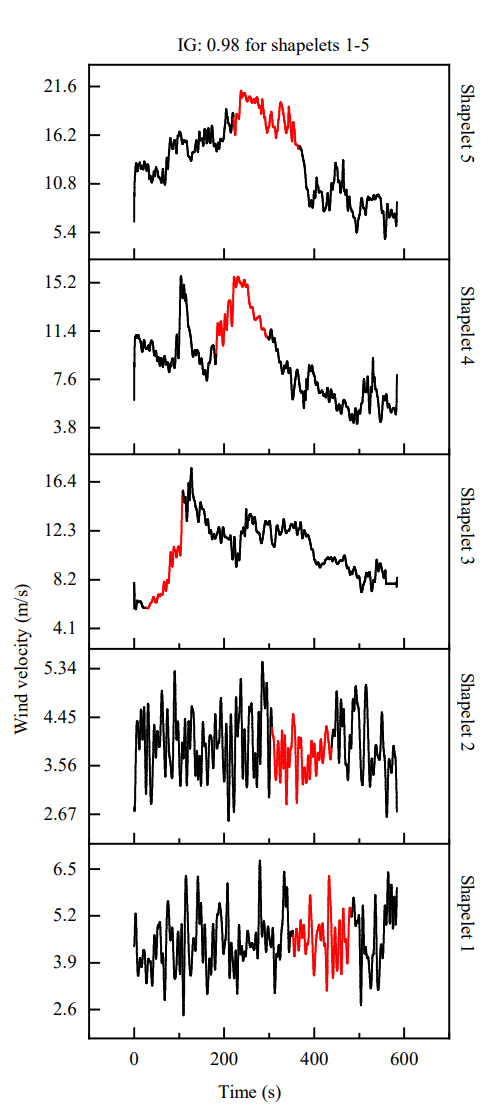 IG: 0.98 for shapelets 1-5
21.6
16.2
10.8
5.4
Shapelet 5
15.2
11.4
7.6
3.8
Shapelet 4
16.4
12.3
8.2
4.1
Shapelet 3
Wind velocity (m/s)
5.34
4.45
3.56
2.67
Shapelet 2
6.5
5.2
3.9
2.6
Shapelet 1
0 200 400 600
Time (s)